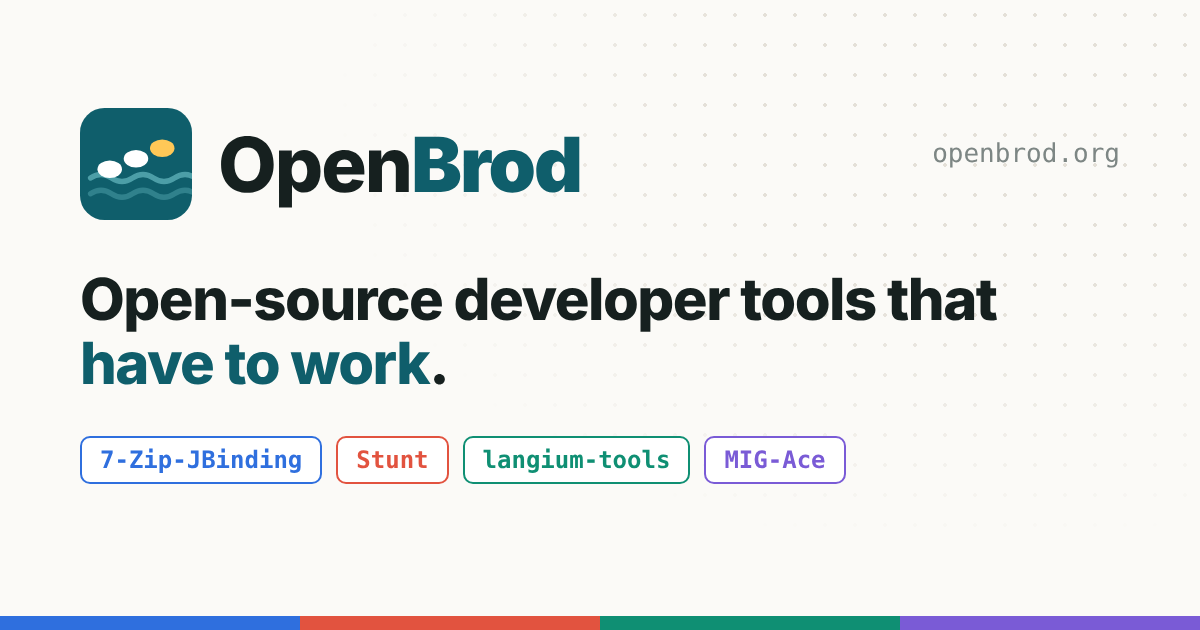 OpenBrod
openbrod.org
Open-source developer tools that
have to work.
7-Zip-JBinding
Stunt
langium-tools
MIG-Ace